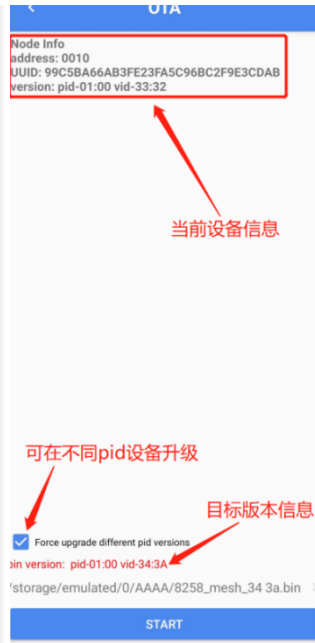 OTA
Node Info
address: 0010
UUID: 99C5BA66AB3FE23FA5C96BC2F9E3CDAB
version: pid-01:00 vid-33:32
当前设备信息
可在不同pid设备升级
目标版本信息
Force upgrade different pid versions
bin version: pid-01:00 vid-34:3A
/storage/emulated/0/AAAA/8258_mesh_34 3a.bin
START